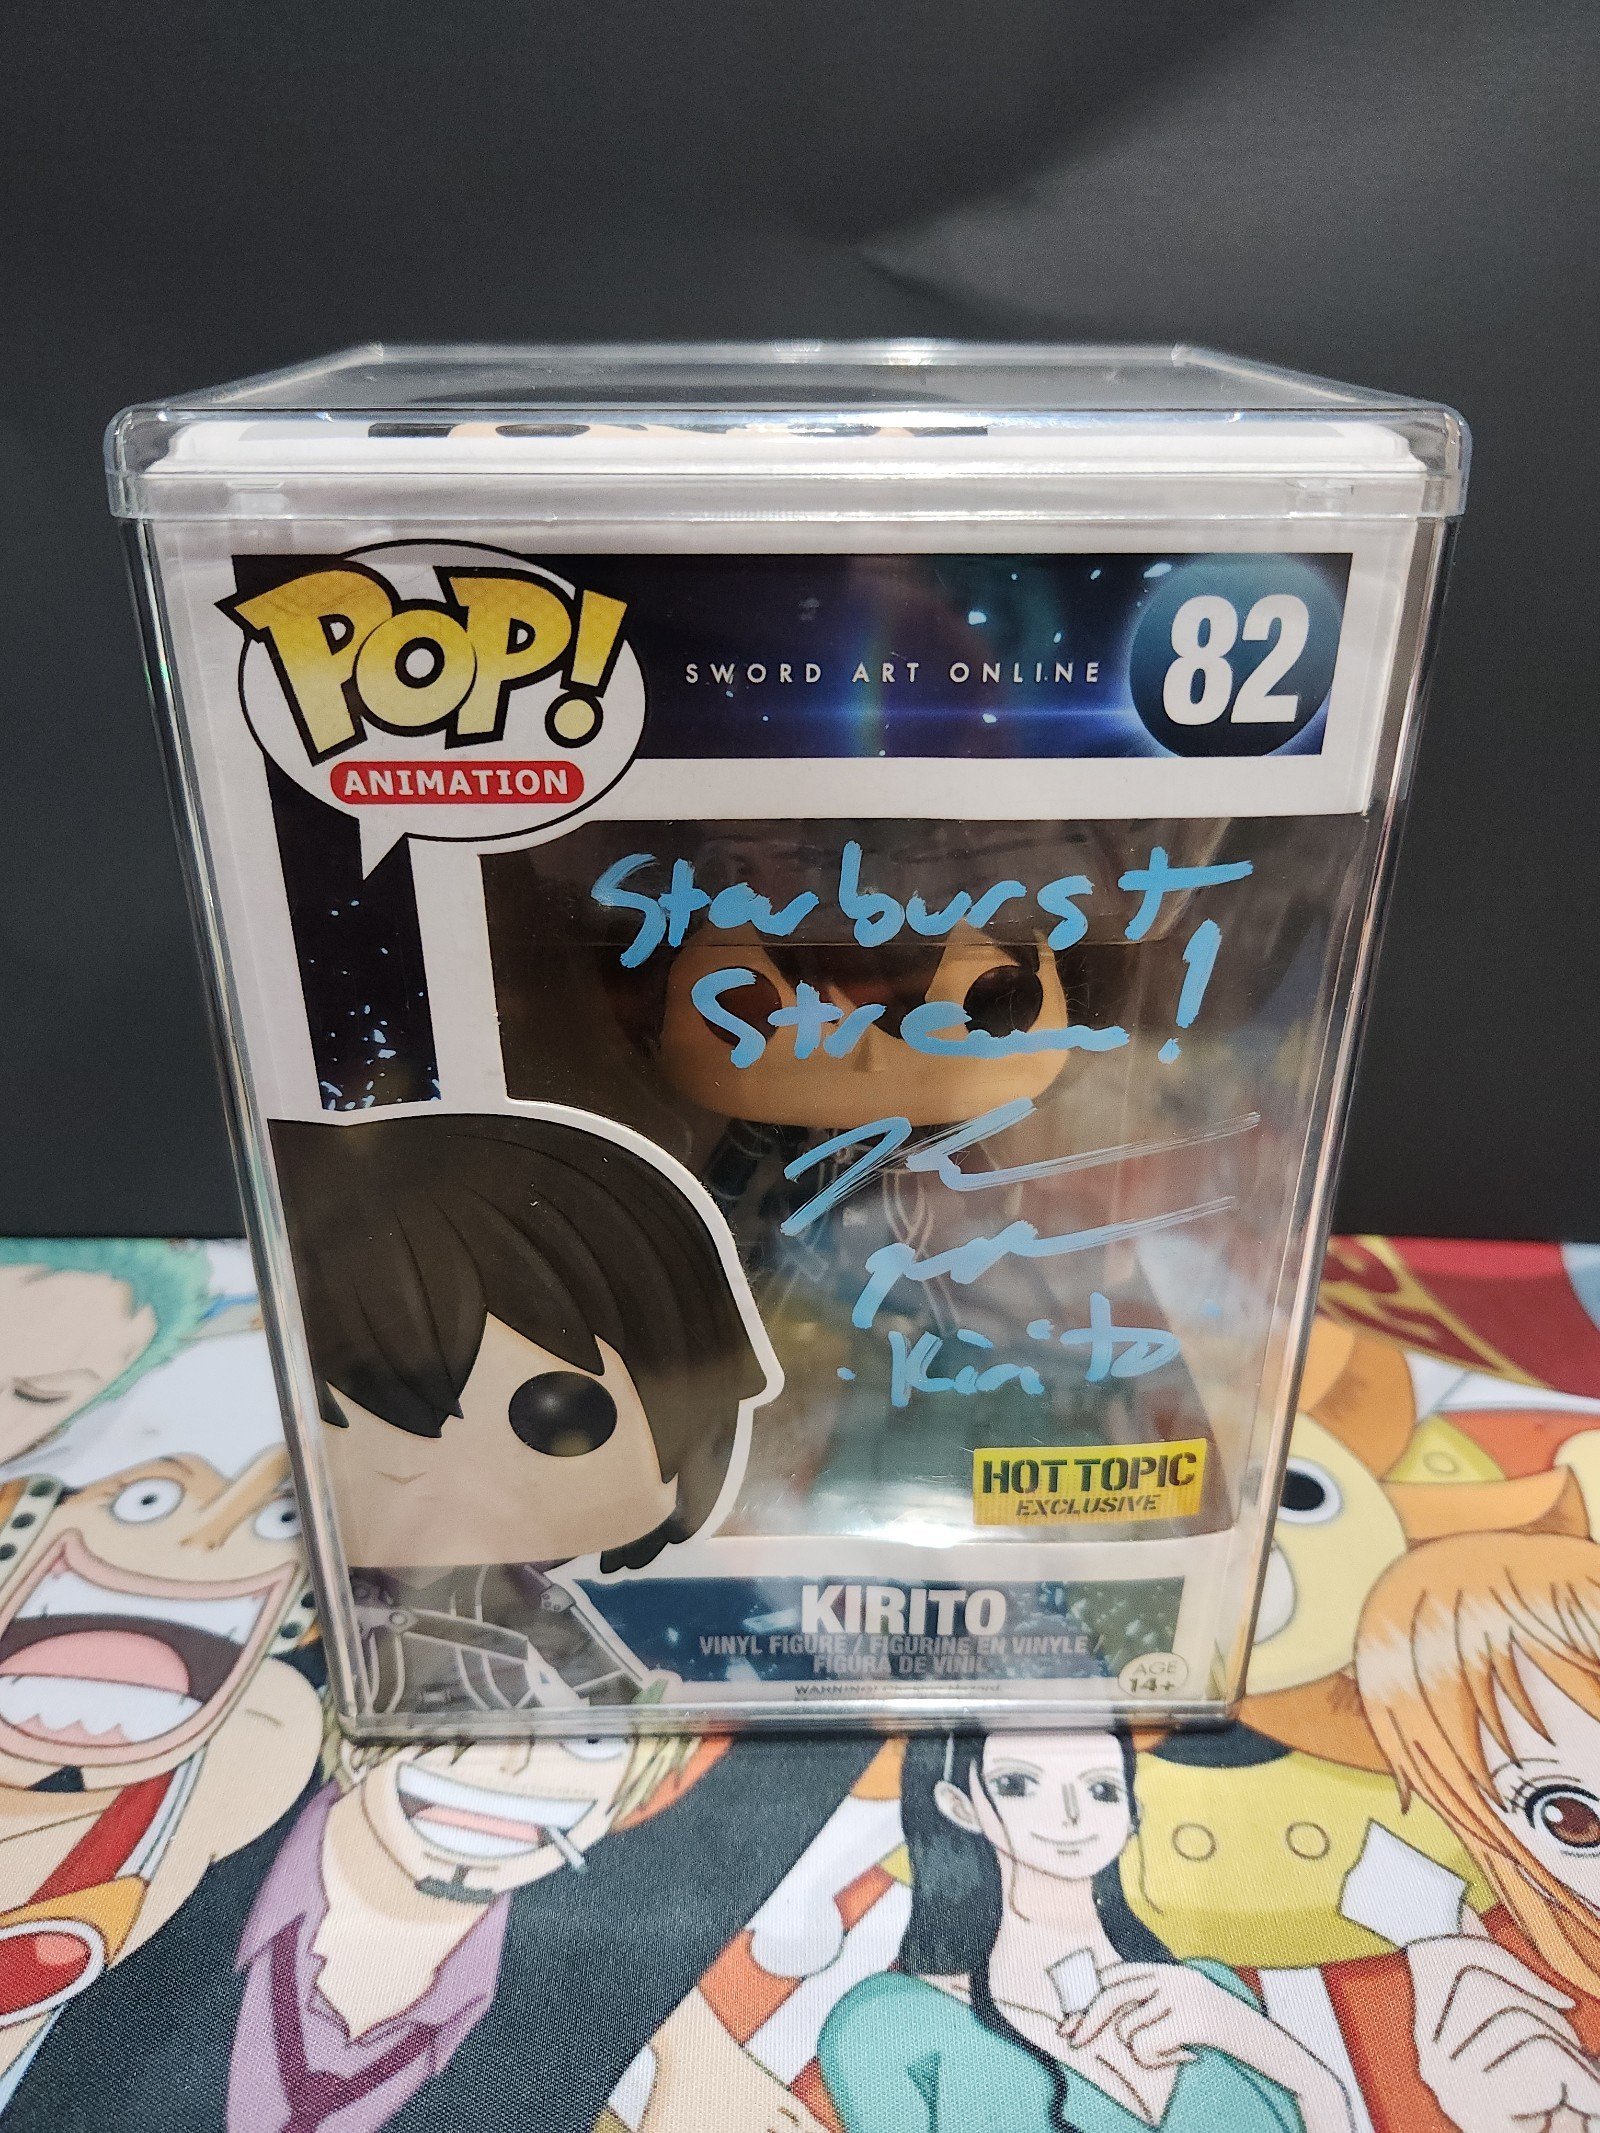 POP!
ANIMATION
SWORD ART ONLINE
82
Starburst
Stream!
Kirito
HOT TOPIC
EXCLUSIVE
KIRITO
VINYL FIGURE / FIGURINE EN VINYLE /
FIGURA DE VINIL
AGE
14+